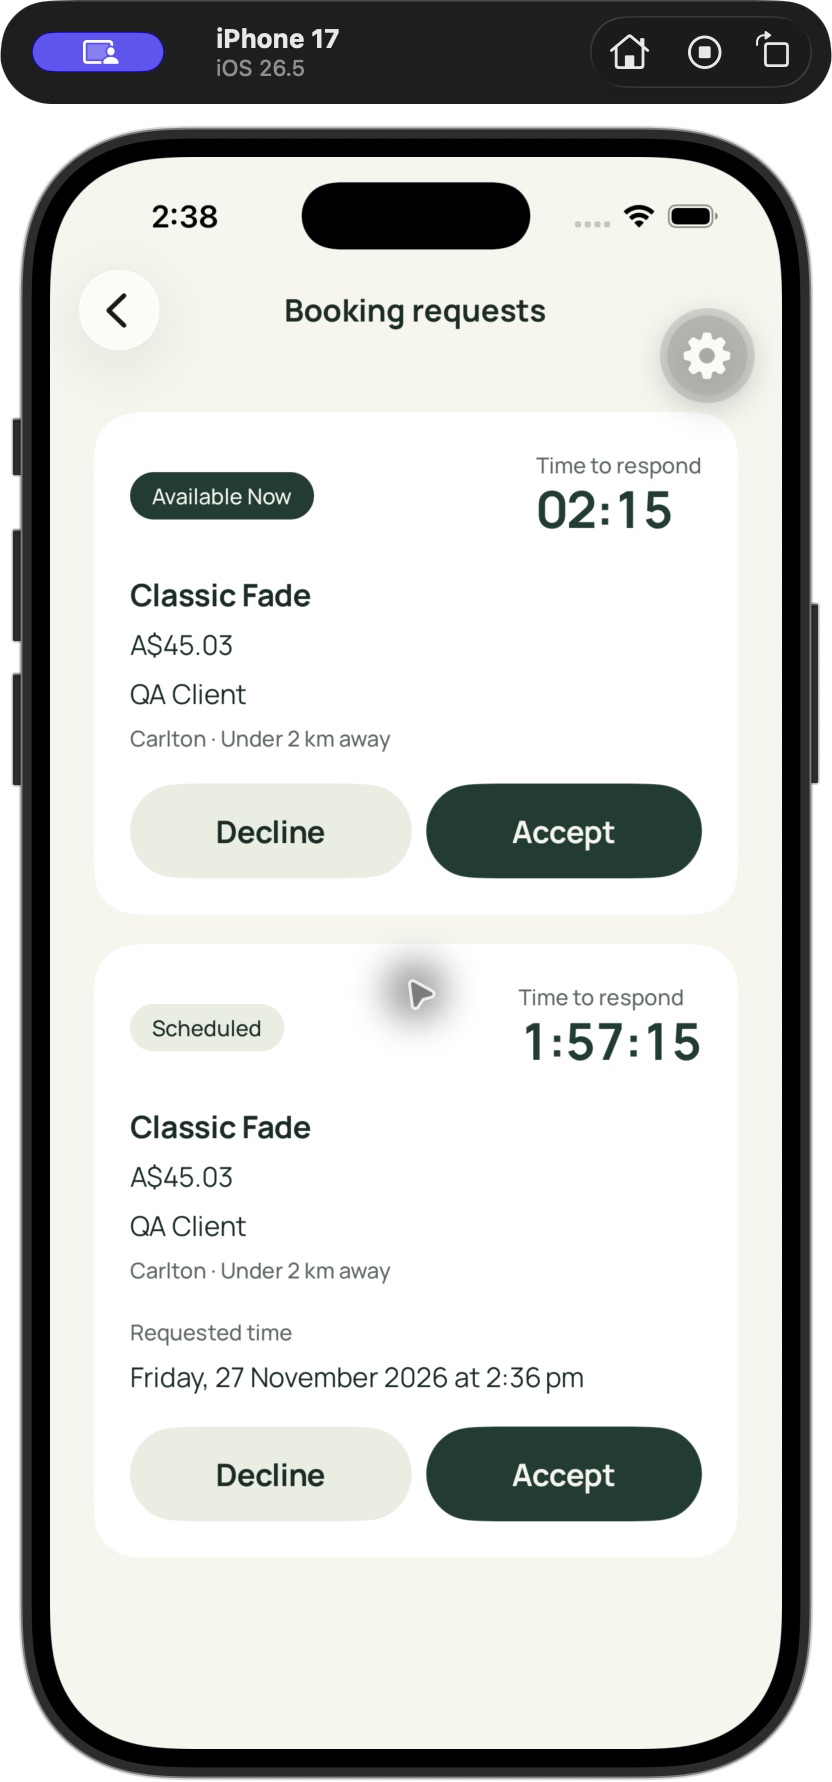 iPhone 17
iOS 26.5
2:38
Booking requests
Available Now
Time to respond
02:15
Classic Fade
A$45.03
QA Client
Carlton · Under 2 km away
Decline
Accept
Scheduled
Time to respond
1:57:15
Classic Fade
A$45.03
QA Client
Carlton · Under 2 km away
Requested time
Friday, 27 November 2026 at 2:36 pm
Decline
Accept